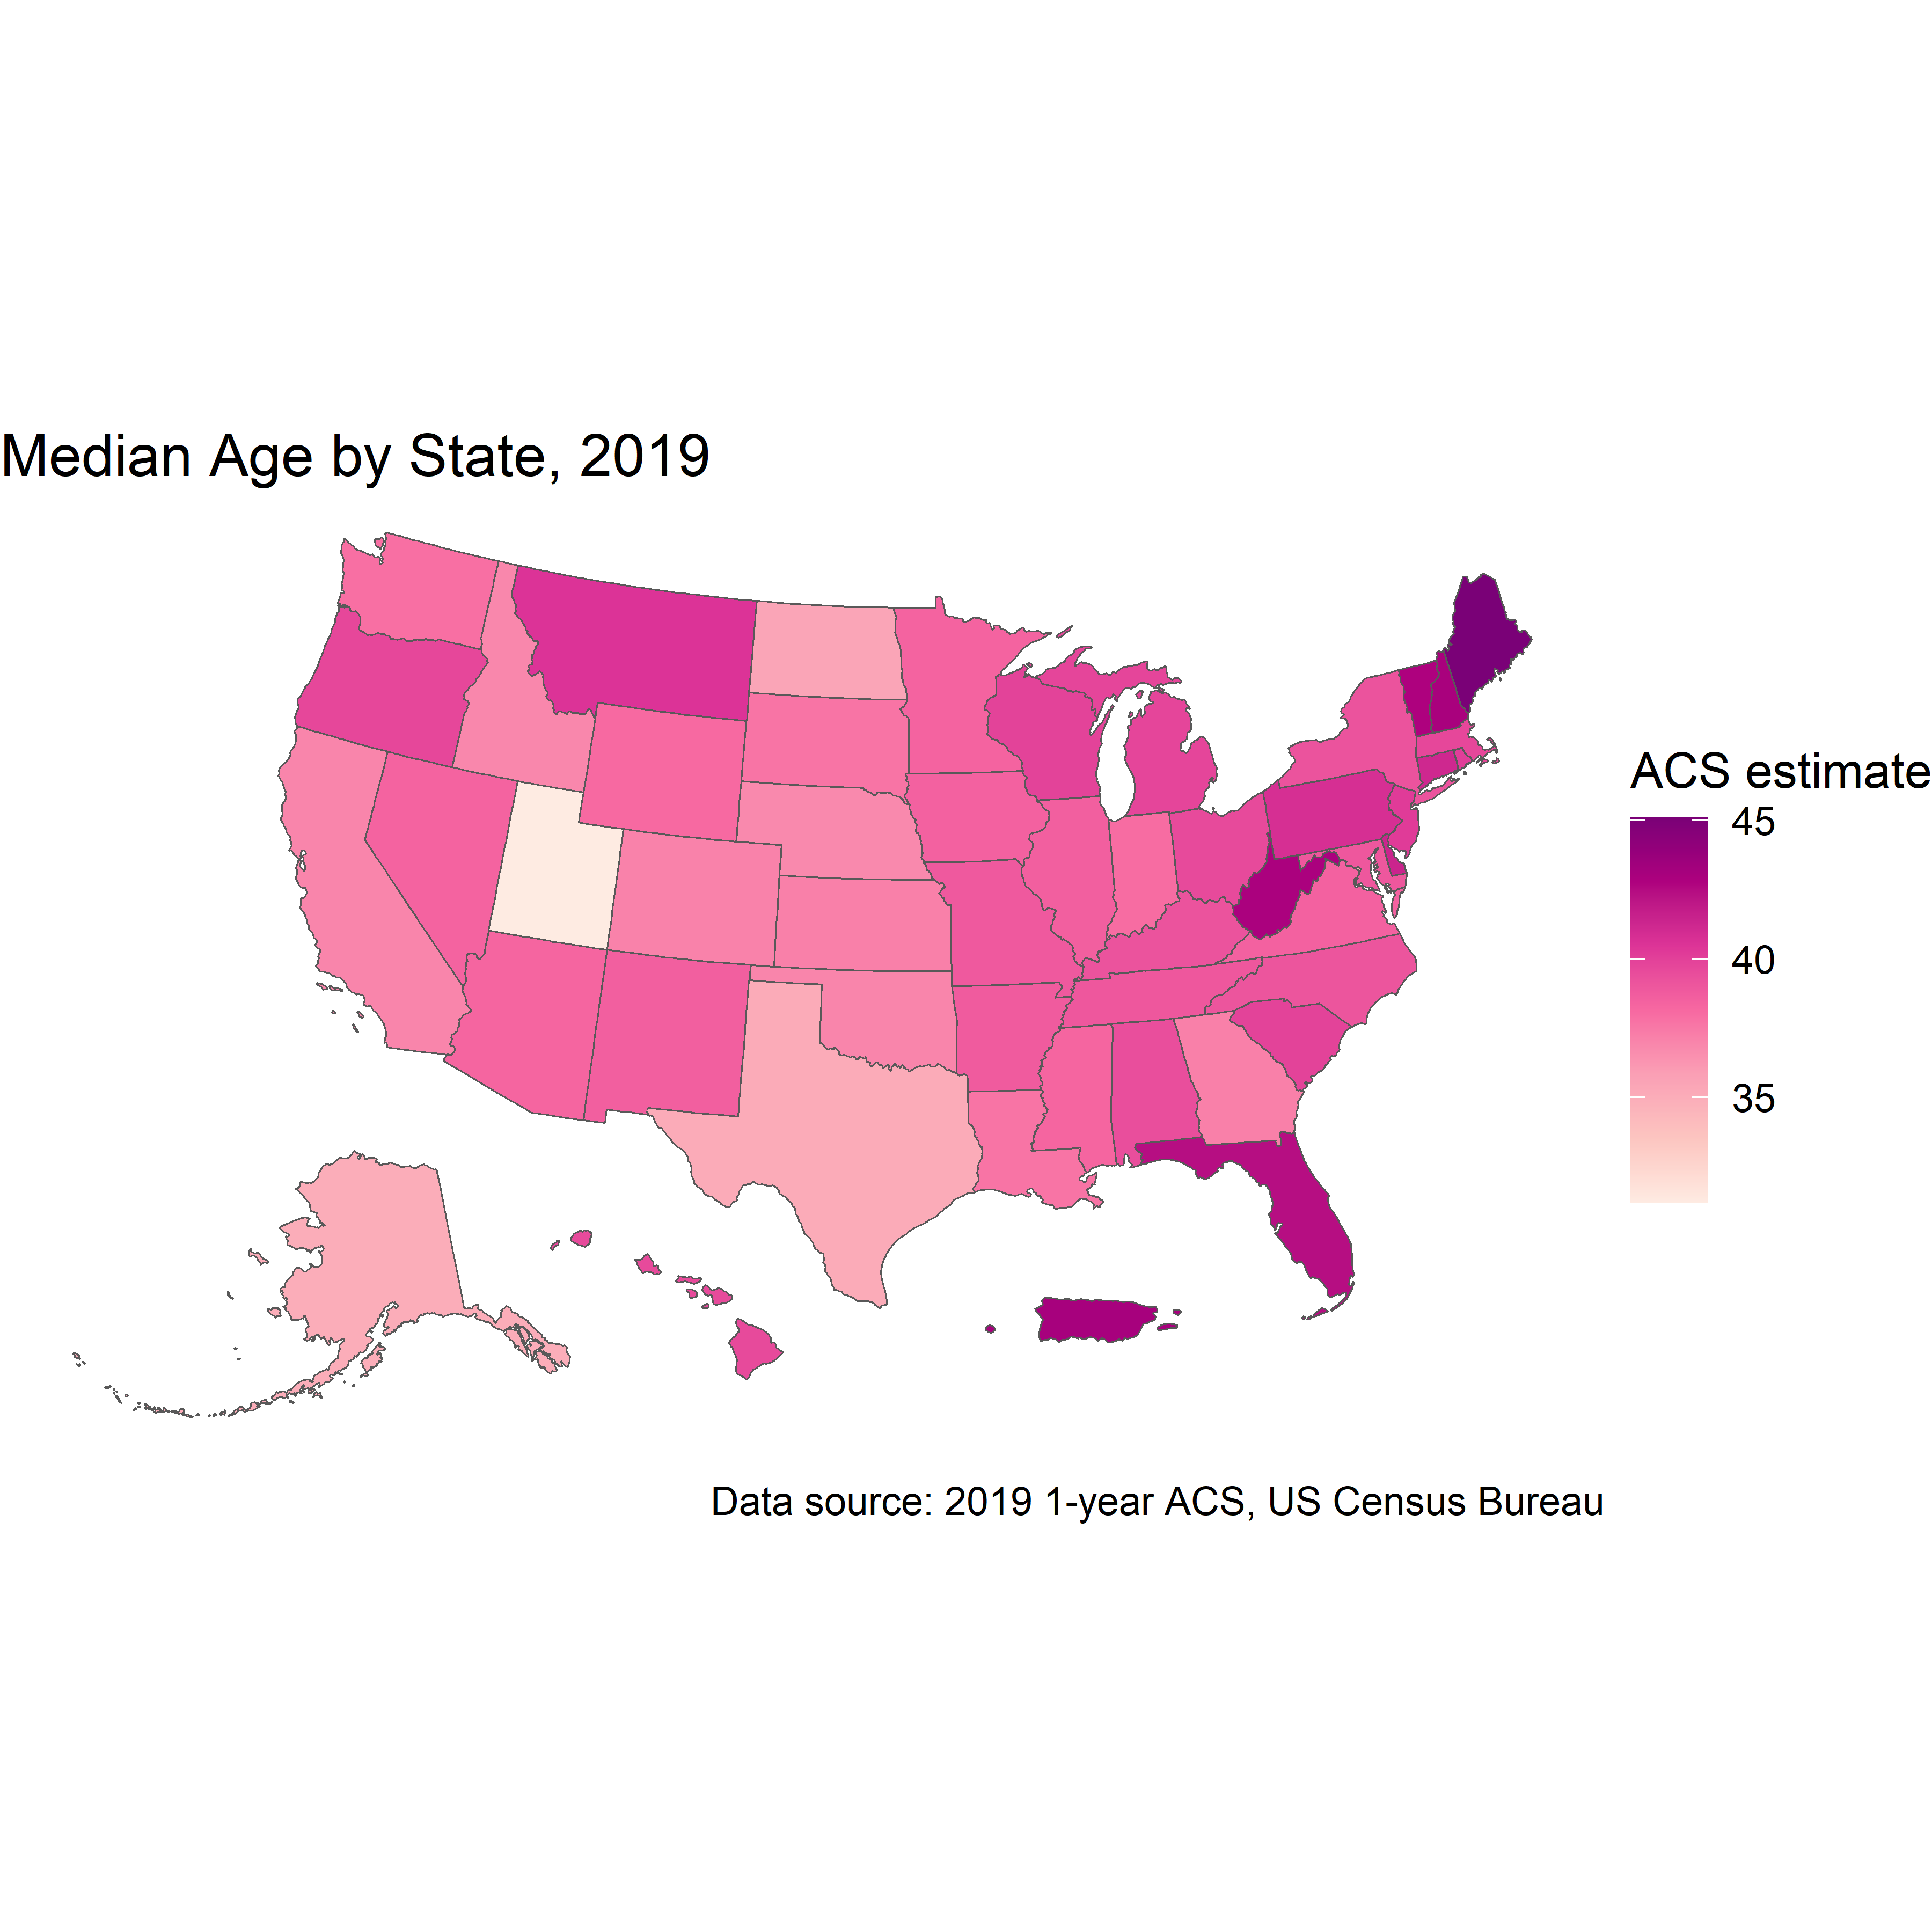 Median Age by State, 2019
ACS estimate
45
40
35
Data source: 2019 1-year ACS, US Census Bureau